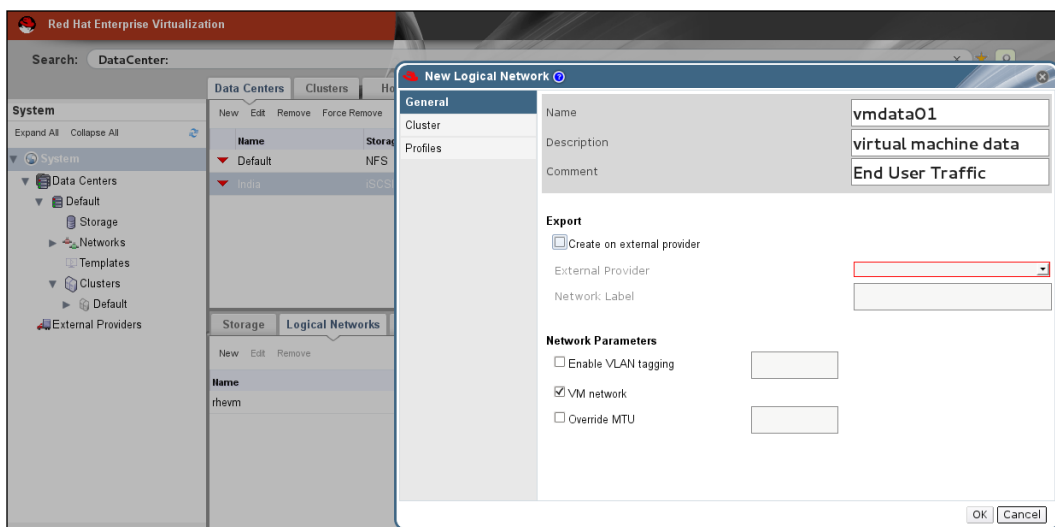 Red Hat Enterprise Virtualization
Search: DataCenter:
Data Centers Clusters Ho
New Edit Remove Force Remove
Name Storag
Default NFS
India iSCSI
System
Expand All Collapse All
System
Data Centers
Default
Storage
Networks
Templates
Clusters
Default
External Providers
Storage Logical Networks
New Edit Remove
Name
rhevm
New Logical Network
General
Cluster
Profiles
Name vmdata01
Description virtual machine data
Comment End User Traffic
Export
Create on external provider
External Provider
Network Label
Network Parameters
Enable VLAN tagging
VM network
Override MTU
OK Cancel